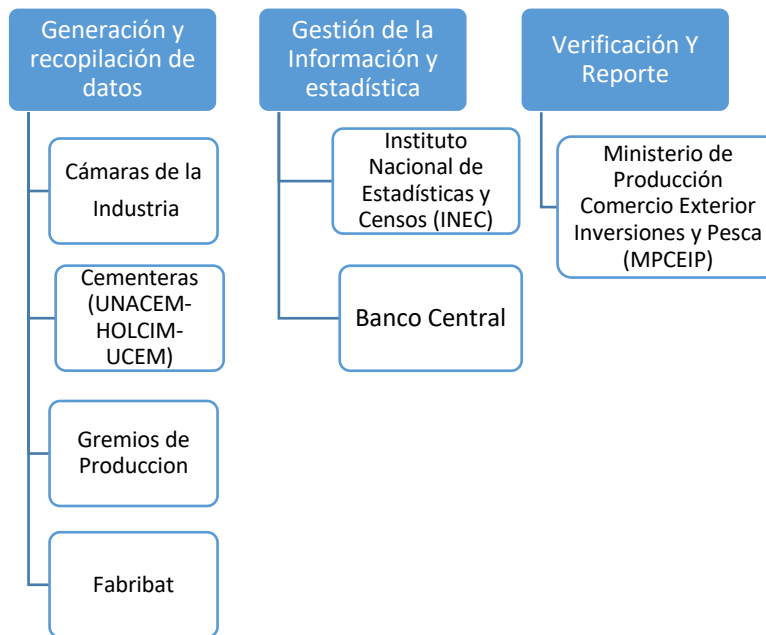 Generación y
recopilación de
datos
Cámaras de la
Industria
Cementeras
(UNACEM-
HOLCIM-
UCEM)
Gremios de
Produccion
Fabribat
Gestión de la
Información y
estadística
Instituto
Nacional de
Estadísticas y
Censos (INEC)
Banco Central
Verificación Y
Reporte
Ministerio de
Producción
Comercio Exterior
Inversiones y Pesca
(MPCEIP)